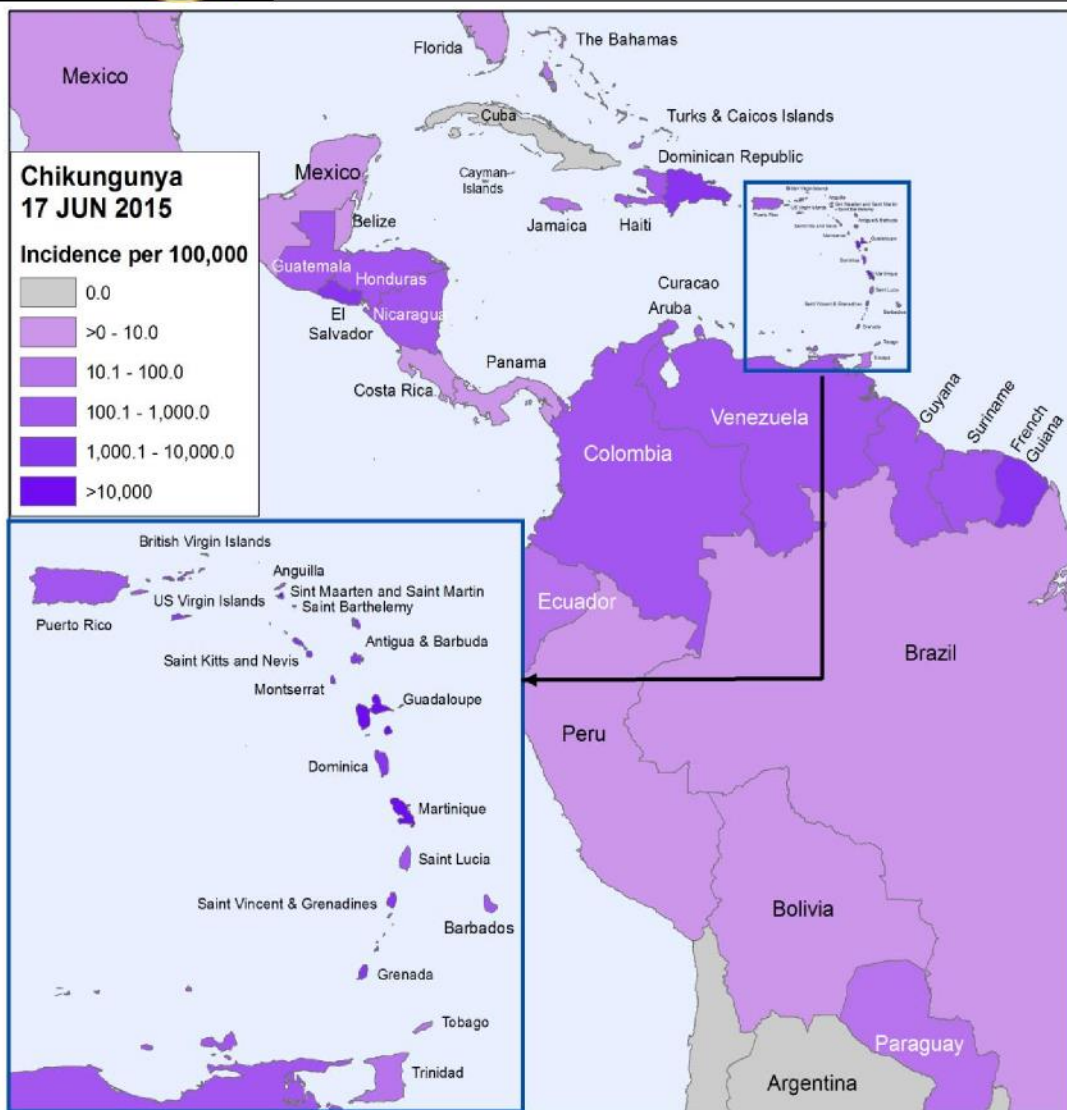 Florida
The Bahamas
Mexico
Cuba
Turks & Caicos Islands
Chikungunya
17 JUN 2015
Incidence per 100,000
0.0
>0 - 10.0
10.1 - 100.0
100.1 - 1,000.0
1,000.1 - 10,000.0
>10,000
Mexico
Cayman
Islands
Dominican Republic
Jamaica
Haiti
Belize
Guatemala
Honduras
El
Salvador
Nicaragua
Costa Rica
Panama
Curacao
Aruba
Puerto Rico
Colombia
Venezuela
Guyana
Suriname
French
Guiana
Ecuador
Brazil
Peru
Bolivia
Paraguay
Argentina
British Virgin Islands
Anguilla
Sint Maarten and Saint Martin
Saint Barthelemy
US Virgin Islands
Puerto Rico
Antigua & Barbuda
Saint Kitts and Nevis
Montserrat
Guadaloupe
Dominica
Martinique
Saint Lucia
Saint Vincent & Grenadines
Barbados
Grenada
Tobago
Trinidad